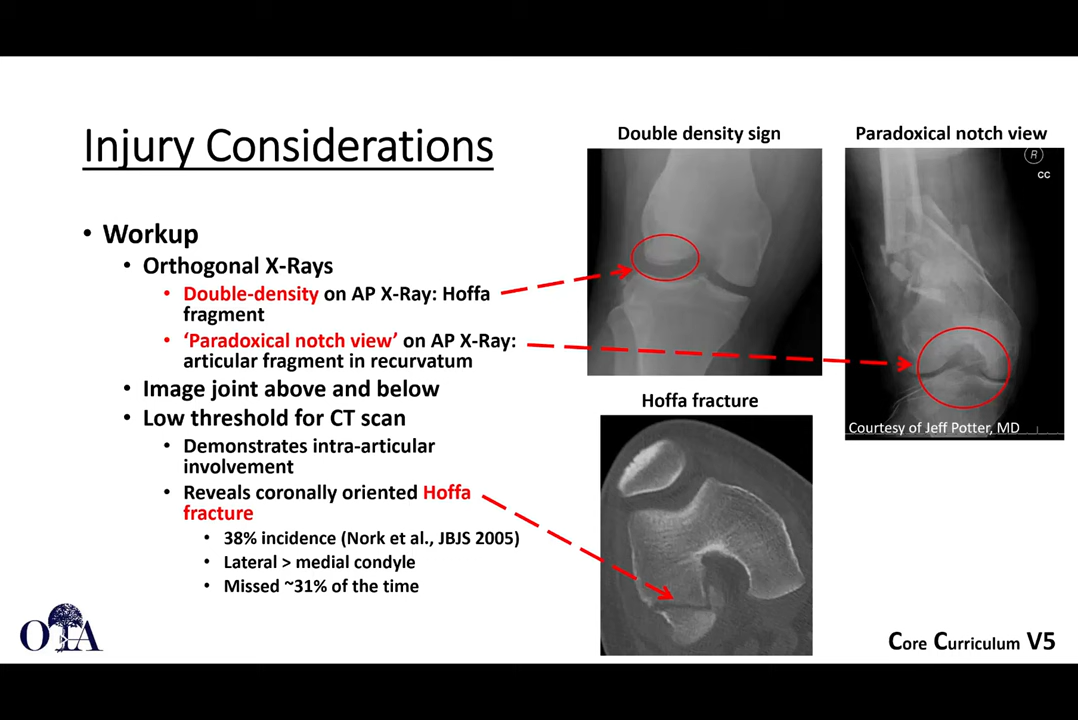 Injury Considerations
• Workup
• Orthogonal X-Rays
• Double-density on AP X-Ray: Hoffa
fragment
• ‘Paradoxical notch view’ on AP X-Ray:
articular fragment in recurvatum
• Image joint above and below
• Low threshold for CT scan
• Demonstrates intra-articular
involvement
• Reveals coronally oriented Hoffa
fracture
• 38% incidence (Nork et al., JBJS 2005)
• Lateral > medial condyle
• Missed ~31% of the time
Double density sign
Paradoxical notch view
R
CC
Courtesy of Jeff Potter, MD
Hoffa fracture
OTA
Core Curriculum V5